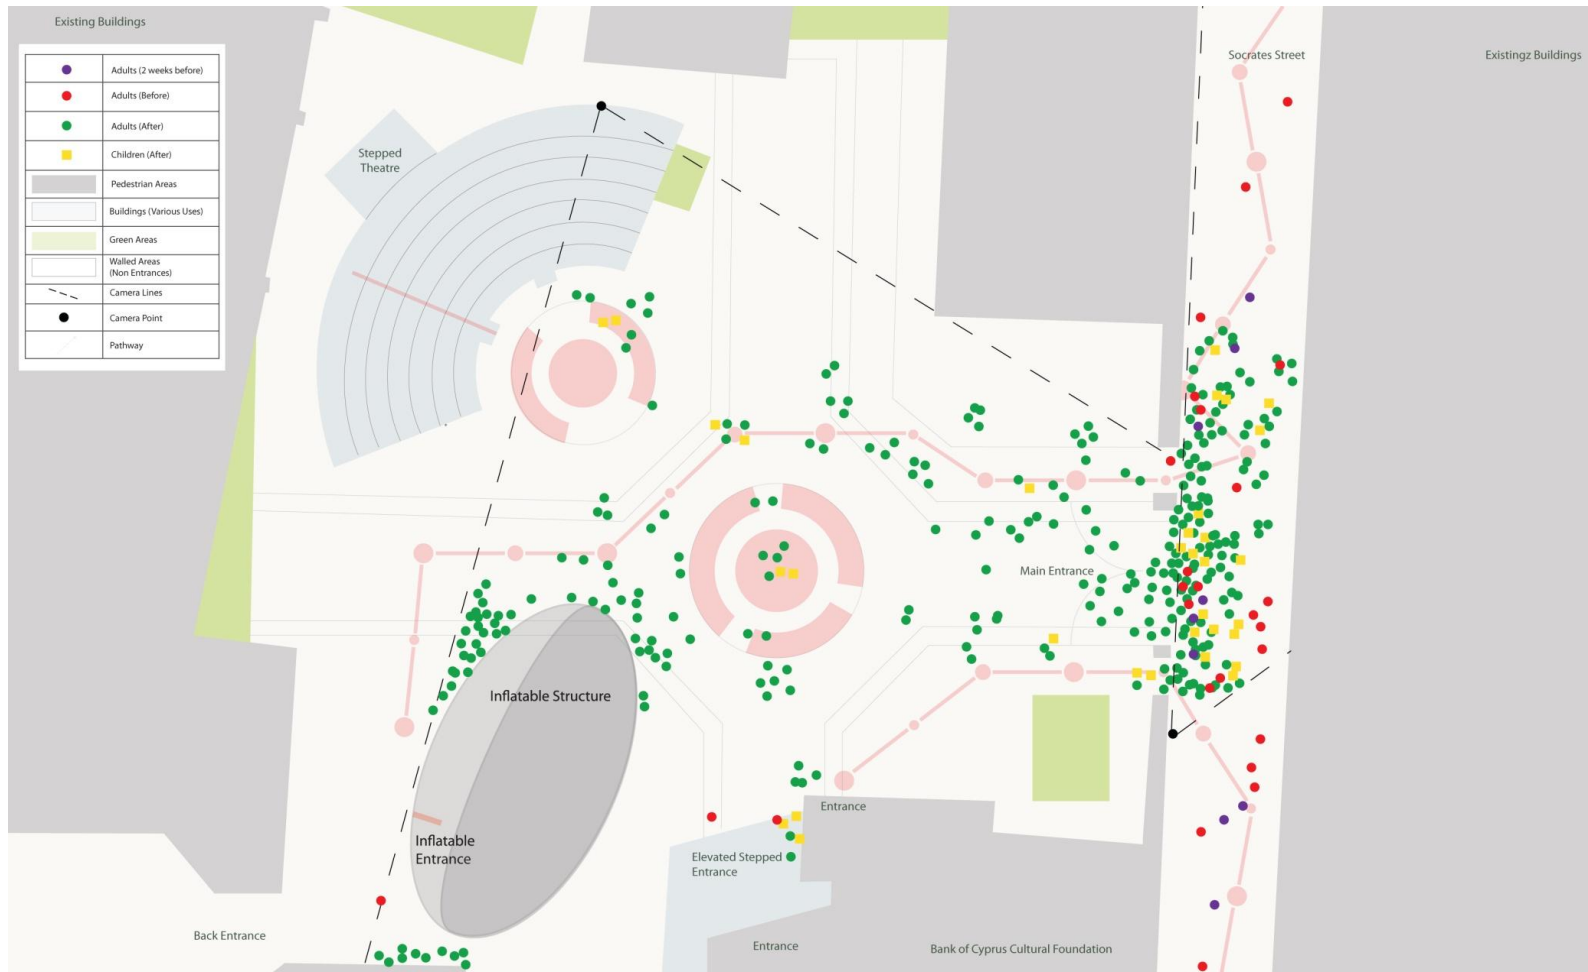 Existing Buildings
Adults (2 weeks before)
Adults (Before)
Adults (After)
Children (After)
Pedestrian Areas
Buildings (Various Uses)
Green Areas
Walled Areas
(Non Entrances)
Camera Lines
Camera Point
Pathway
Stepped
Theatre
Socrates Street
Existingz Buildings
Main Entrance
Inflatable Structure
Inflatable
Entrance
Entrance
Elevated Stepped
Entrance
Back Entrance
Entrance
Bank of Cyprus Cultural Foundation